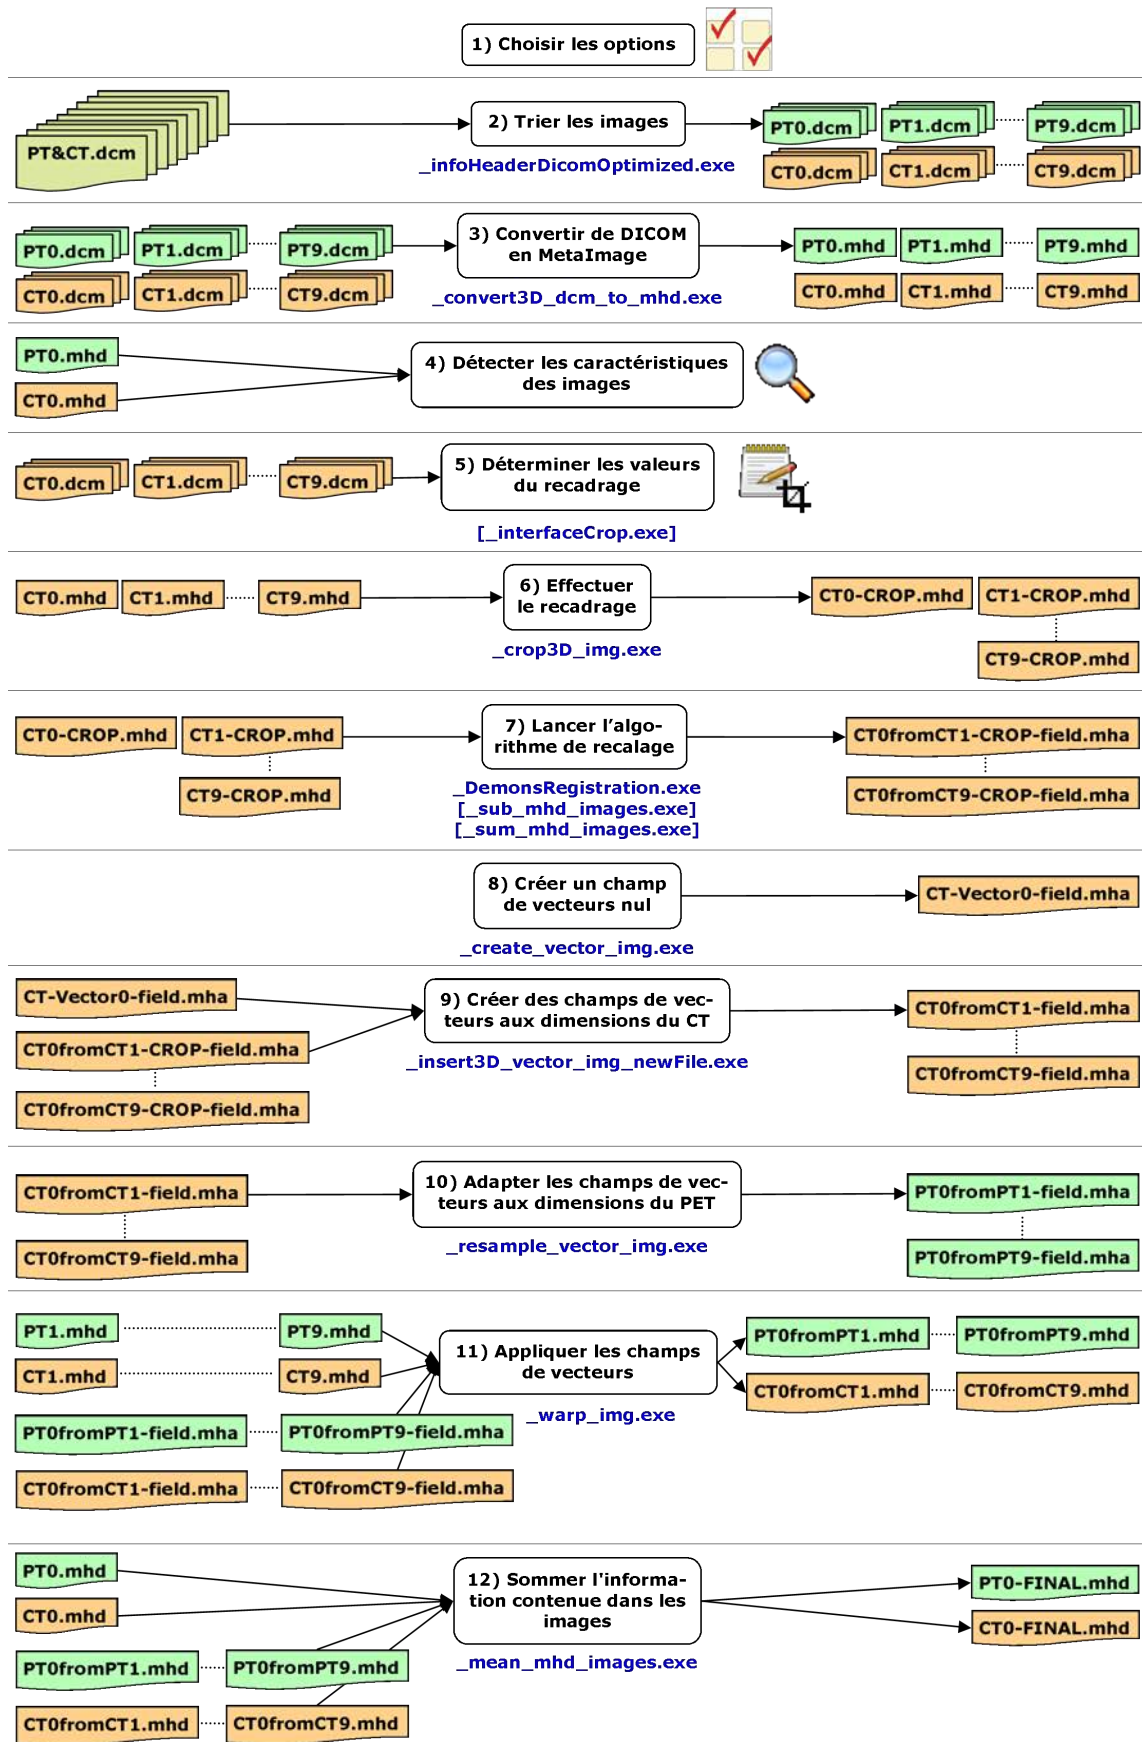 1) Choisir les options
PT&CT.dcm
2) Trier les images
_infoHeaderDicomOptimized.exe
PT0.dcm
PT1.dcm
PT9.dcm
CT0.dcm
CT1.dcm
CT9.dcm
PT0.dcm
PT1.dcm
PT9.dcm
CT0.dcm
CT1.dcm
CT9.dcm
3) Convertir de DICOM
en MetaImage
_convert3D_dcm_to_mhd.exe
PT0.mhd
PT1.mhd
PT9.mhd
CT0.mhd
CT1.mhd
CT9.mhd
PT0.mhd
CT0.mhd
4) Détecter les caractéristiques
des images
CT0.dcm
CT1.dcm
CT9.dcm
5) Déterminer les valeurs
du recadrage
[_interfaceCrop.exe]
CT0.mhd
CT1.mhd
CT9.mhd
6) Effectuer
le recadrage
_crop3D_img.exe
CT0-CROP.mhd
CT1-CROP.mhd
CT9-CROP.mhd
CT0-CROP.mhd
CT1-CROP.mhd
CT9-CROP.mhd
7) Lancer l'algo-
rithme de recalage
_DemonsRegistration.exe
[_sub_mhd_images.exe]
[_sum_mhd_images.exe]
CT0fromCT1-CROP-field.mha
CT0fromCT9-CROP-field.mha
8) Créer un champ
de vecteurs nul
_create_vector_img.exe
CT-Vector0-field.mha
CT-Vector0-field.mha
CT0fromCT1-CROP-field.mha
CT0fromCT9-CROP-field.mha
9) Créer des champs de vec-
teurs aux dimensions du CT
_insert3D_vector_img_newFile.exe
CT0fromCT1-field.mha
CT0fromCT9-field.mha
CT0fromCT1-field.mha
CT0fromCT9-field.mha
10) Adapter les champs de vec-
teurs aux dimensions du PET
_resample_vector_img.exe
PT0fromPT1-field.mha
PT0fromPT9-field.mha
PT1.mhd
PT9.mhd
CT1.mhd
CT9.mhd
PT0fromPT1-field.mha
PT0fromPT9-field.mha
CT0fromCT1-field.mha
CT0fromCT9-field.mha
11) Appliquer les champs
de vecteurs
_warp_img.exe
PT0fromPT1.mhd
PT0fromPT9.mhd
CT0fromCT1.mhd
CT0fromCT9.mhd
PT0.mhd
CT0.mhd
PT0fromPT1.mhd
PT0fromPT9.mhd
CT0fromCT1.mhd
CT0fromCT9.mhd
12) Sommer l'informa-
tion contenue dans les
images
_mean_mhd_images.exe
PT0-FINAL.mhd
CT0-FINAL.mhd